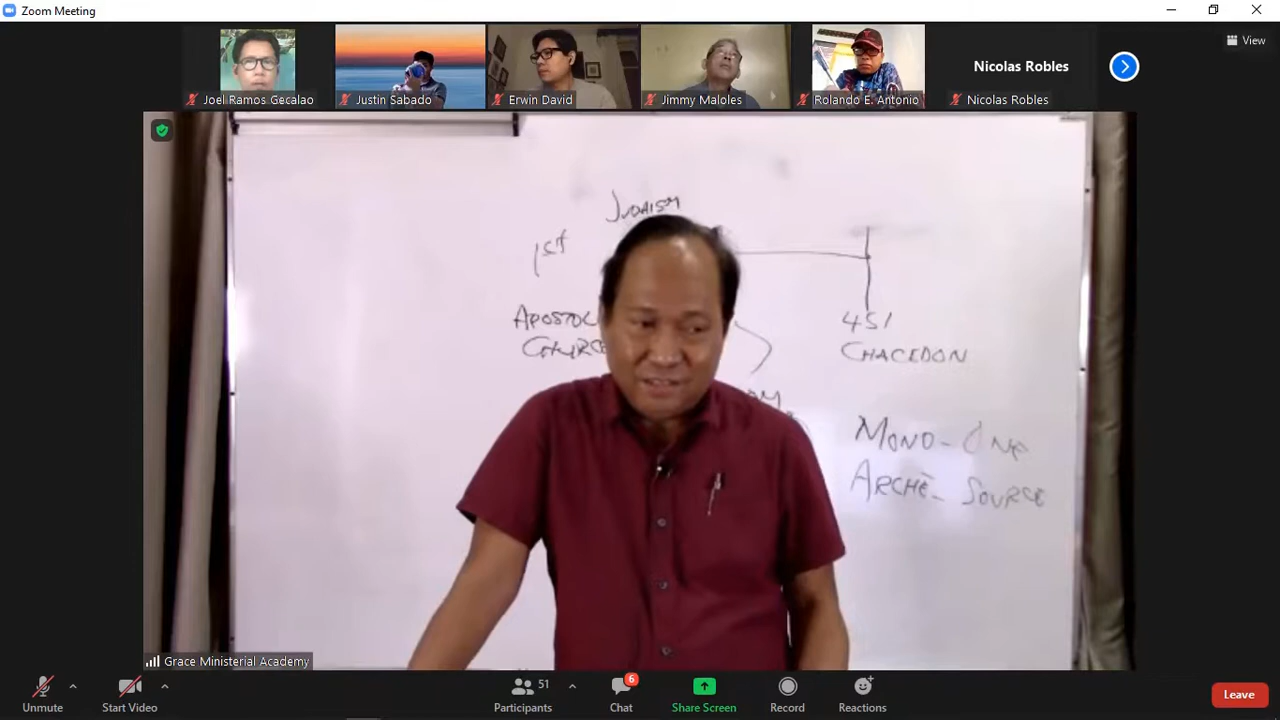 Zoom Meeting
View
Joel Ramos Gecalao
Justin Sabado
Erwin David
Jimmy Maloles
Rolando E. Antonio
Nicolas Robles
Nicolas Robles
JUDAISM
1st
APOSTOL
CHURCH
451
CHACEDON
MONO - ONE
ARCHĒ - SOURCE
Grace Ministerial Academy
Unmute
Start Video
51
Participants
6
Chat
Share Screen
Record
Reactions
Leave